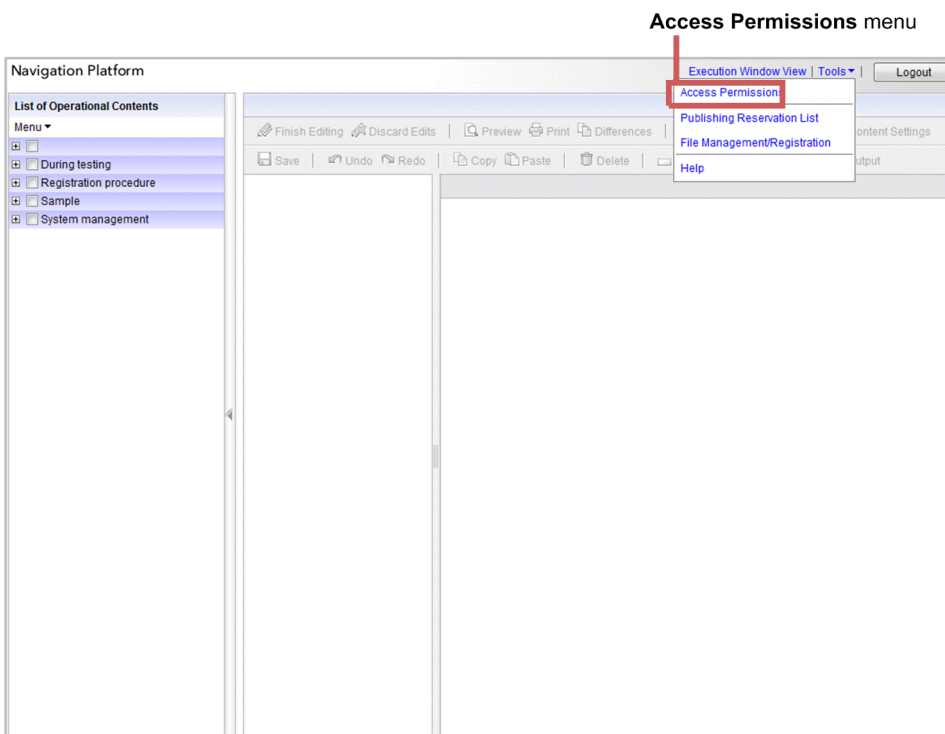 Access Permissions menu
Navigation Platform
Execution Window View | Tools | Logout
Access Permissions
Publishing Reservation List
File Management/Registration
Help
List of Operational Contents
Menu
During testing
Registration procedure
Sample
System management
Finish Editing Discard Edits | Preview Print Differences | ontent Settings
Save | Undo Redo | Copy Paste | Delete | utput